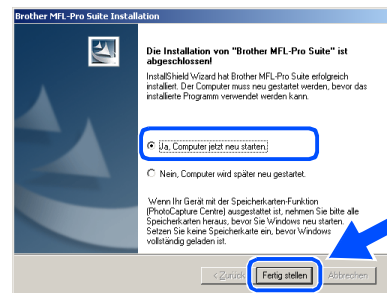 Brother MFL-Pro Suite Installation
Die Installation von "Brother MFL-Pro Suite" ist
abgeschlossen!
InstallShield Wizard hat Brother MFL-Pro Suite erfolgreich
installiert. Der Computer muss neu gestartet werden, bevor das
installierte Programm verwendet werden kann.
Ja, Computer jetzt neu starten.
Nein, Computer wird später neu gestartet.
Wenn Ihr Gerät mit der Speicherkarten-Funktion
(PhotoCapture Centre) ausgestattet ist, nehmen Sie bitte alle
Speicherkarten heraus, bevor Sie Windows neu starten.
Setzen Sie keine Speicherkarte ein, bevor Windows
vollständig geladen ist.
< Zurück Fertig stellen Abbrechen